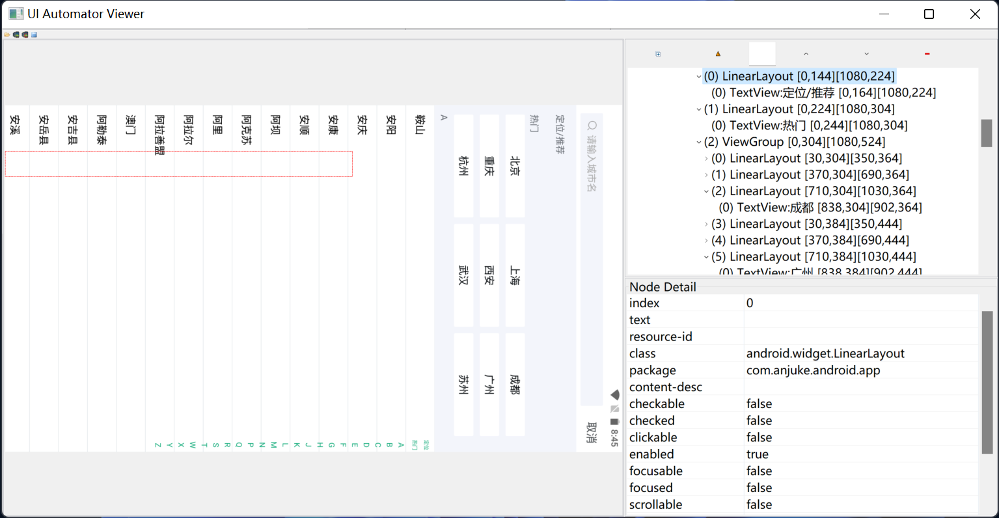 UI Automator Viewer
8:45
请输入城市名
取消
定位/推荐
热门
北京
上海
成都
重庆
西安
广州
杭州
武汉
苏州
A
鞍山
安阳
安庆
安康
安顺
阿坝
阿克苏
阿里
阿拉尔
阿拉善盟
澳门
阿勒泰
安吉县
安岳县
安溪
定位
热门
A
B
C
D
E
F
G
H
J
K
L
M
N
P
Q
R
S
T
W
X
Y
Z
(0) LinearLayout [0,144][1080,224]
(0) TextView:定位/推荐 [0,164][1080,224]
(1) LinearLayout [0,224][1080,304]
(0) TextView:热门 [0,244][1080,304]
(2) ViewGroup [0,304][1080,524]
(0) LinearLayout [30,304][350,364]
(1) LinearLayout [370,304][690,364]
(2) LinearLayout [710,304][1030,364]
(0) TextView:成都 [838,304][902,364]
(3) LinearLayout [30,384][350,444]
(4) LinearLayout [370,384][690,444]
(5) LinearLayout [710,384][1030,444]
(0) TextView:广州 [838,384][902,444]
Node Detail
index 0
text
resource-id
class android.widget.LinearLayout
package com.anjuke.android.app
content-desc
checkable false
checked false
clickable false
enabled true
focusable false
focused false
scrollable false